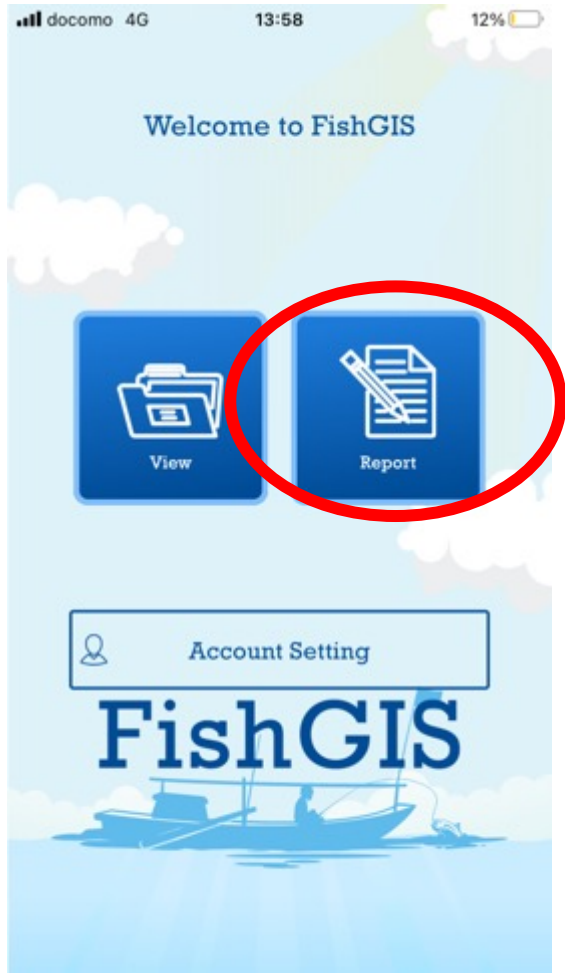 docomo 4G 13:58 12%
Welcome to FishGIS
View Report
Account Setting
FishGIS